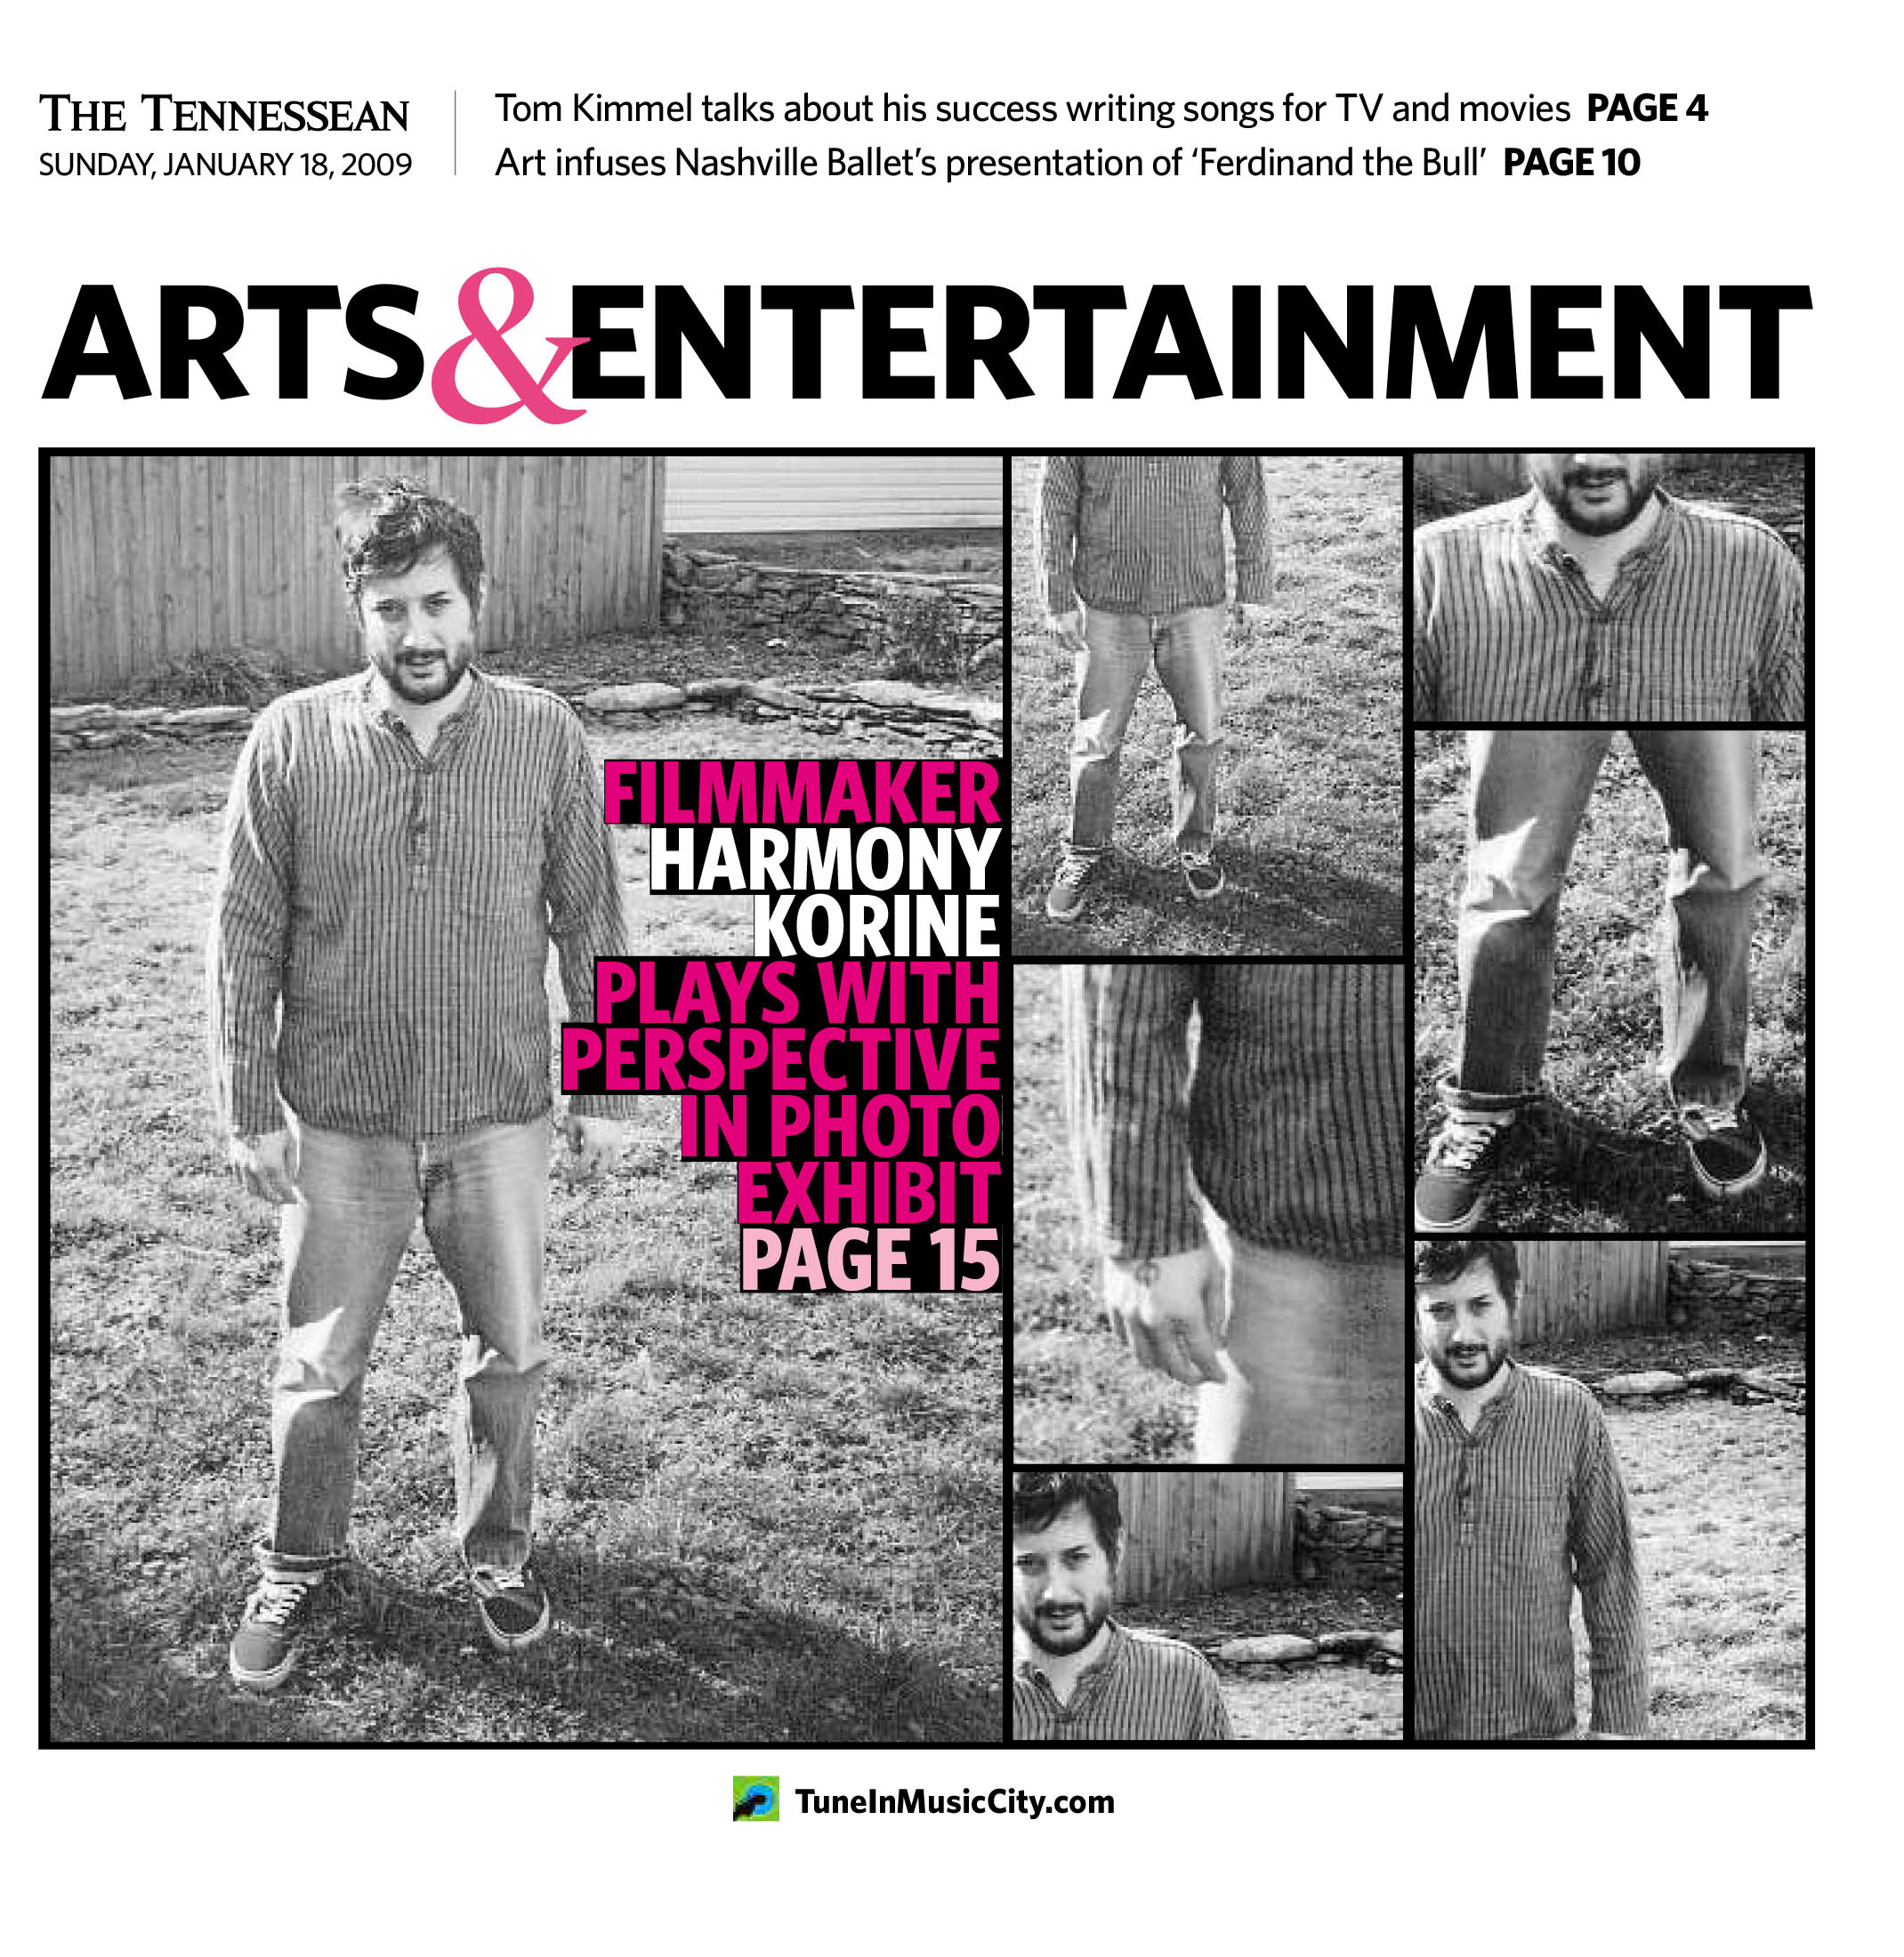 THE TENNESSEAN
SUNDAY, JANUARY 18, 2009
Tom Kimmel talks about his success writing songs for TV and movies PAGE 4
Art infuses Nashville Ballet’s presentation of ‘Ferdinand the Bull’ PAGE 10
ARTS&ENTERTAINMENT
FILMMAKER
HARMONY
KORINE
PLAYS WITH
PERSPECTIVE
IN PHOTO
EXHIBIT
PAGE 15
TuneInMusicCity.com